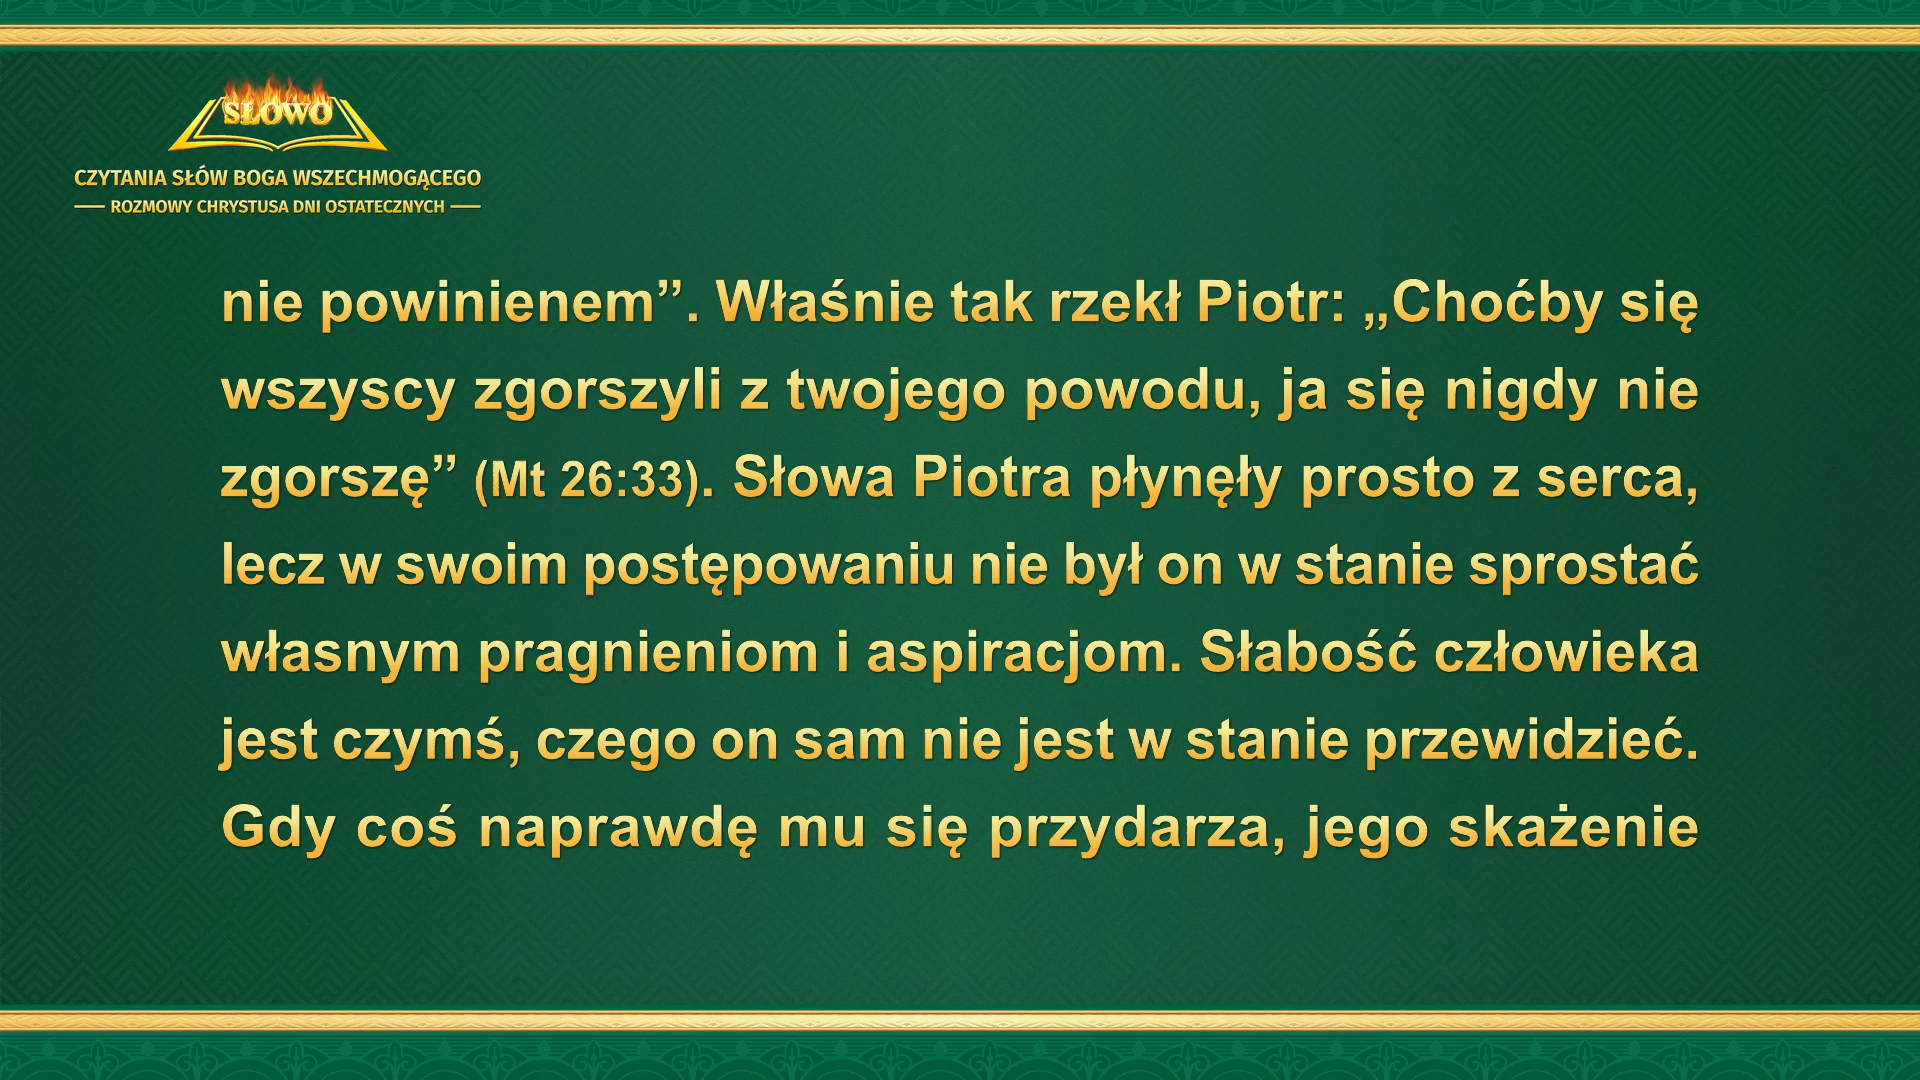 SŁOWO
CZYTANIA SŁÓW BOGA WSZECHMOGĄCEGO
ROZMOWY CHRYSTUSA DNI OSTATECZNYCH
nie powinienem”. Właśnie tak rzekł Piotr: „Choćby się
wszyscy zgorszyli z twojego powodu, ja się nigdy nie
zgorszę” (Mt 26:33). Słowa Piotra płynęły prosto z serca,
lecz w swoim postępowaniu nie był on w stanie sprostać
własnym pragnieniom i aspiracjom. Słabość człowieka
jest czymś, czego on sam nie jest w stanie przewidzieć.
Gdy coś naprawdę mu się przydarza, jego skażenie